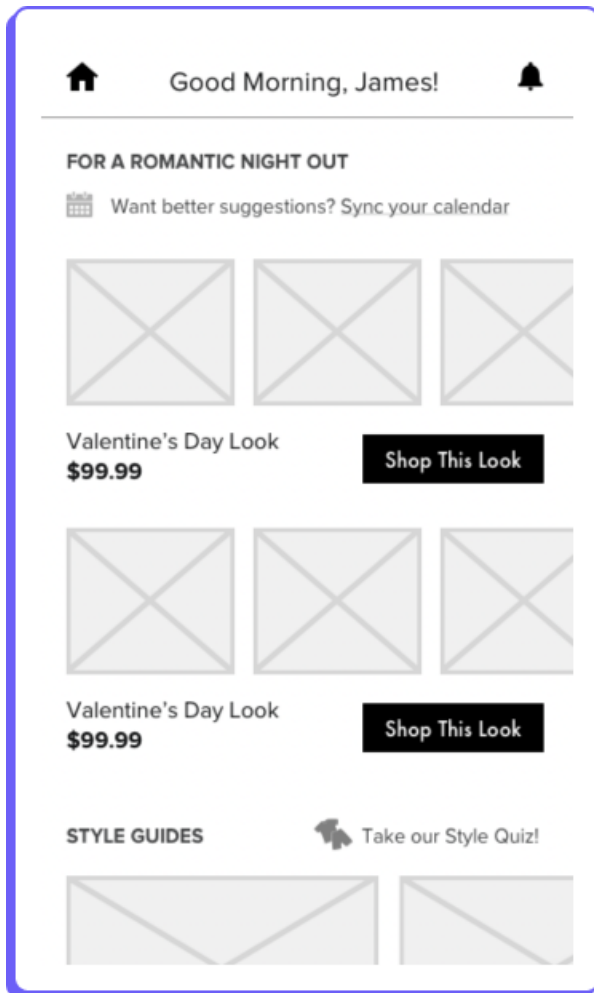 Good Morning, James!
FOR A ROMANTIC NIGHT OUT
Want better suggestions? Sync your calendar
Valentine’s Day Look
$99.99
Shop This Look
Valentine’s Day Look
$99.99
Shop This Look
STYLE GUIDES
Take our Style Quiz!